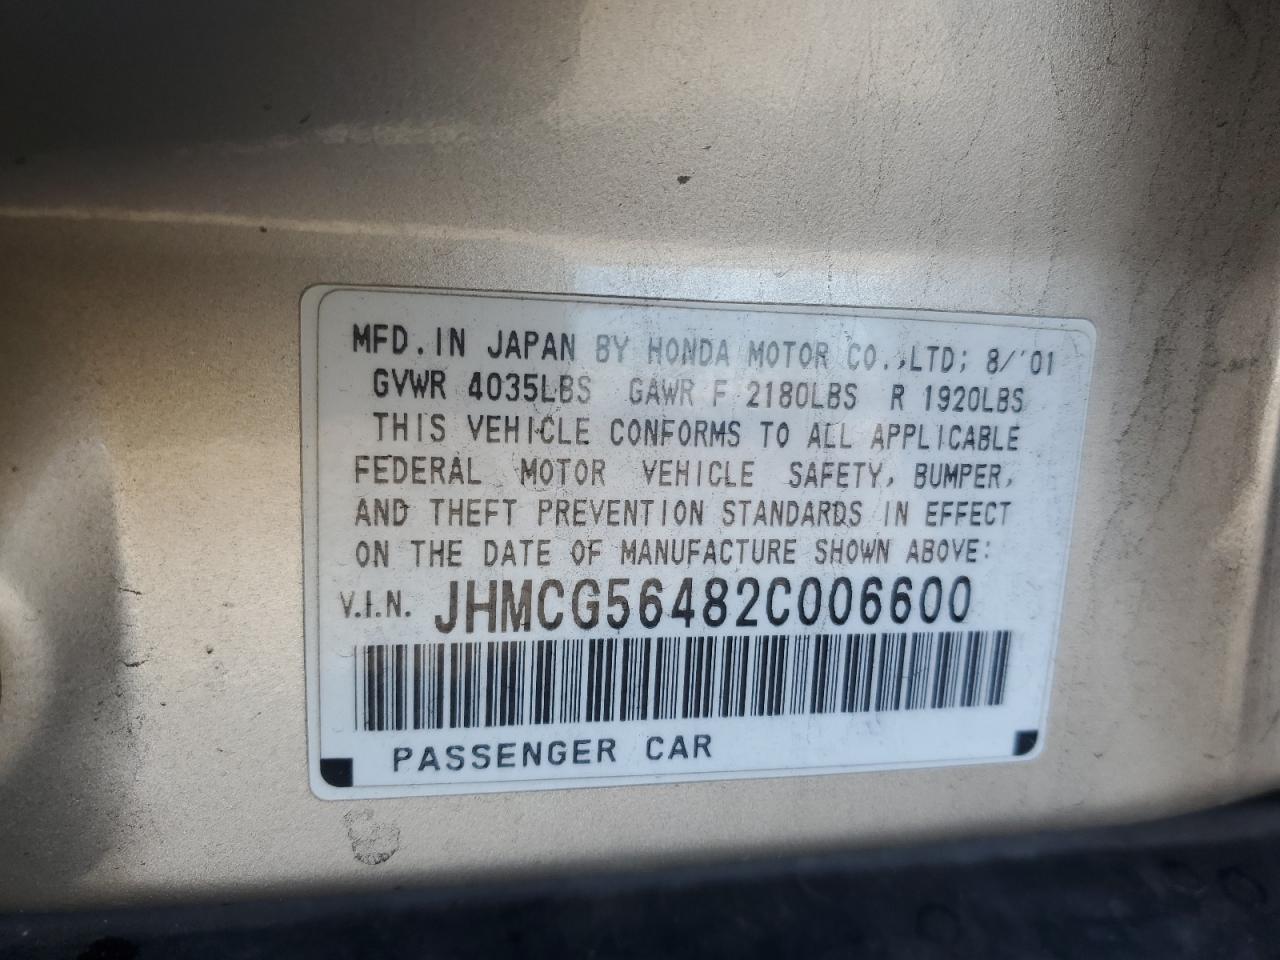 MFD. IN JAPAN BY HONDA MOTOR CO.,LTD; 8/'01
GVWR 4035LBS GAWR F 2180LBS R 1920LBS
THIS VEHICLE CONFORMS TO ALL APPLICABLE
FEDERAL MOTOR VEHICLE SAFETY, BUMPER,
AND THEFT PREVENTION STANDARDS IN EFFECT
ON THE DATE OF MANUFACTURE SHOWN ABOVE:
V.I.N. JHMCG56482C006600
PASSENGER CAR